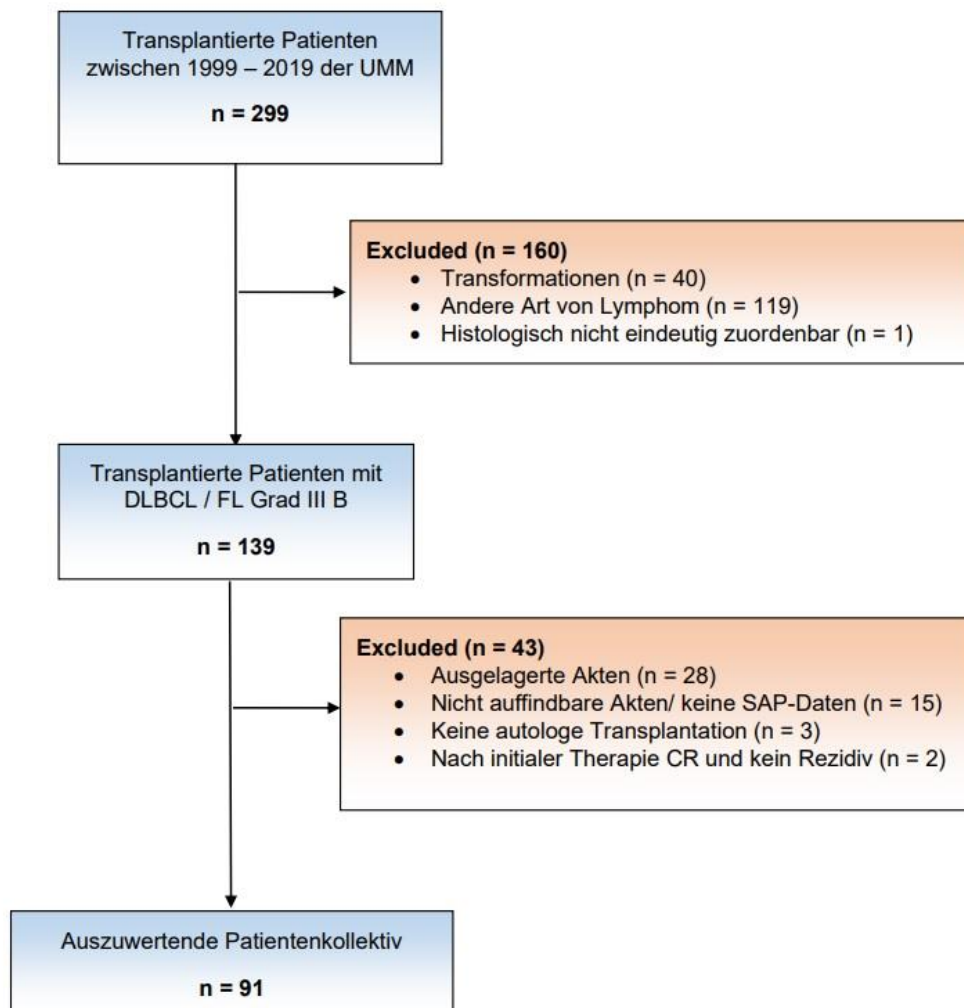 Transplantierte Patienten
zwischen 1999 – 2019 der UMM
n = 299
Excluded (n = 160)
• Transformationen (n = 40)
• Andere Art von Lymphom (n = 119)
• Histologisch nicht eindeutig zuordenbar (n = 1)
Transplantierte Patienten mit
DLBCL / FL Grad III B
n = 139
Excluded (n = 43)
• Ausgelagerte Akten (n = 28)
• Nicht auffindbare Akten/ keine SAP-Daten (n = 15)
• Keine autologe Transplantation (n = 3)
• Nach initialer Therapie CR und kein Rezidiv (n = 2)
Auszuwertende Patientenkollektiv
n = 91